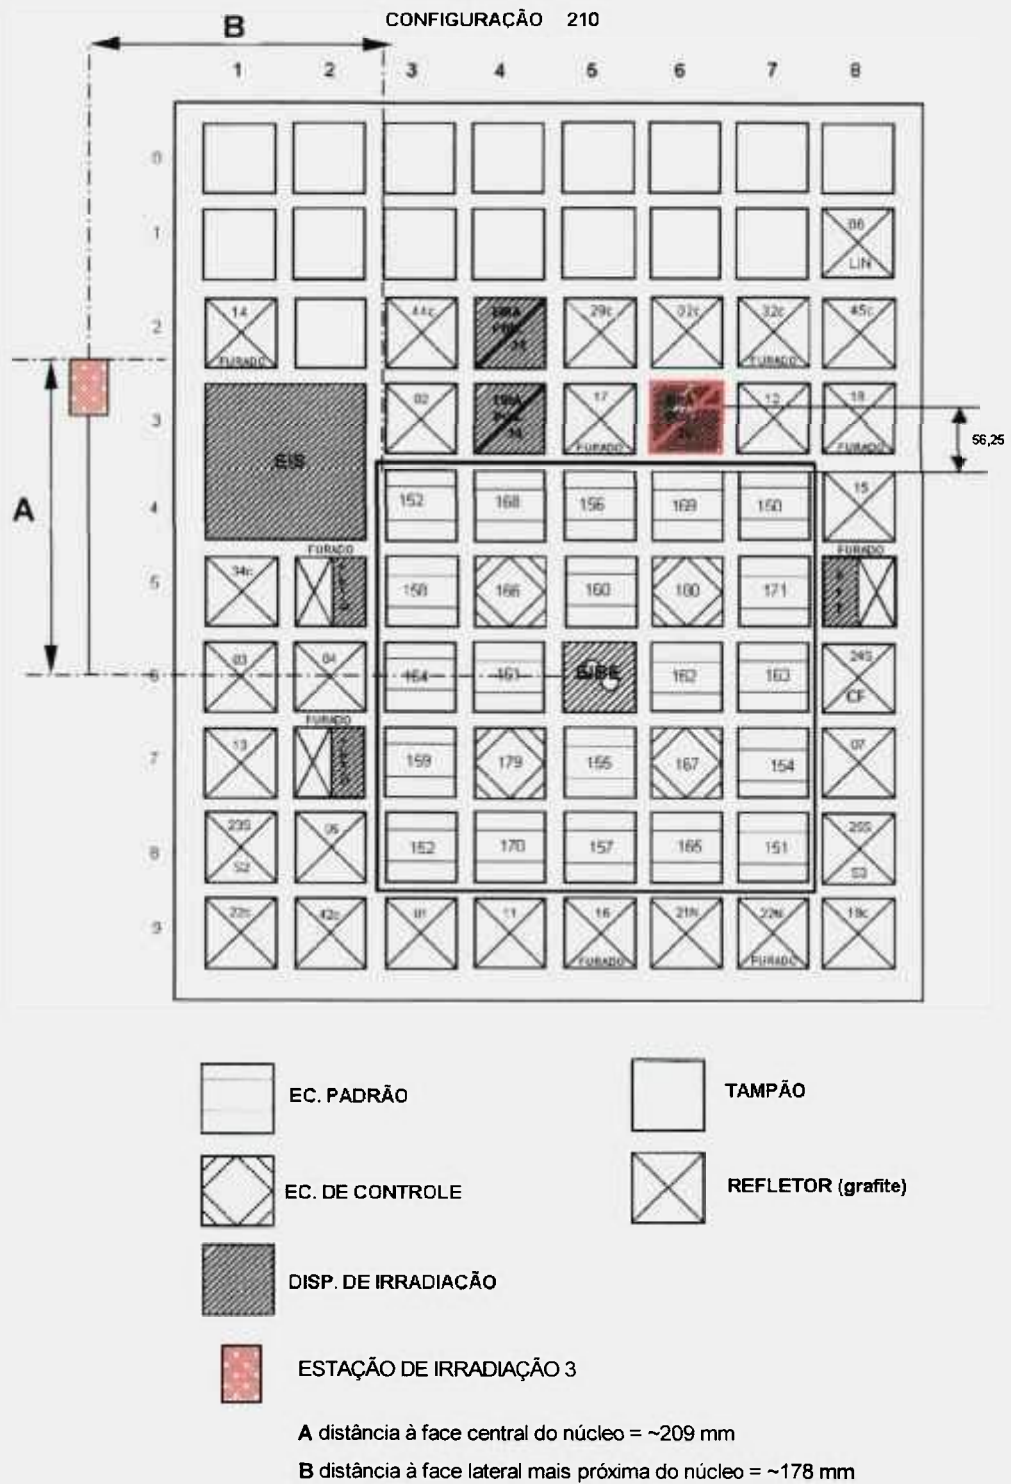 CONFIGURAÇÃO 210
B
1 2 3 4 5 6 7 8
0
1
06
LIN
2
14
FURADO
44c
29c
02c
32c
FURADO
45c
3
02
17
FURADO
12
18
FURADO
56,25
A
EIS
4
152 168 156 169 150
15
FURADO
FURADO
5
34c
158 166 160 180 171
6
03 04
164 161 EIBE 162 163
24S
CF
FURADO
7
13
159 179 155 167 154
07
8
23S
S2
05
152 170 157 165 151
25S
S3
9
22c 42c 01 11 16 21N 22N 19c
FURADO FURADO
EC. PADRÃO
TAMPÃO
EC. DE CONTROLE
REFLETOR (grafite)
DISP. DE IRRADIACÃO
ESTAÇÃO DE IRRADIAÇÃO 3
A distância à face central do núcleo = ~209 mm
B distância à face lateral mais próxima do núcleo = ~178 mm